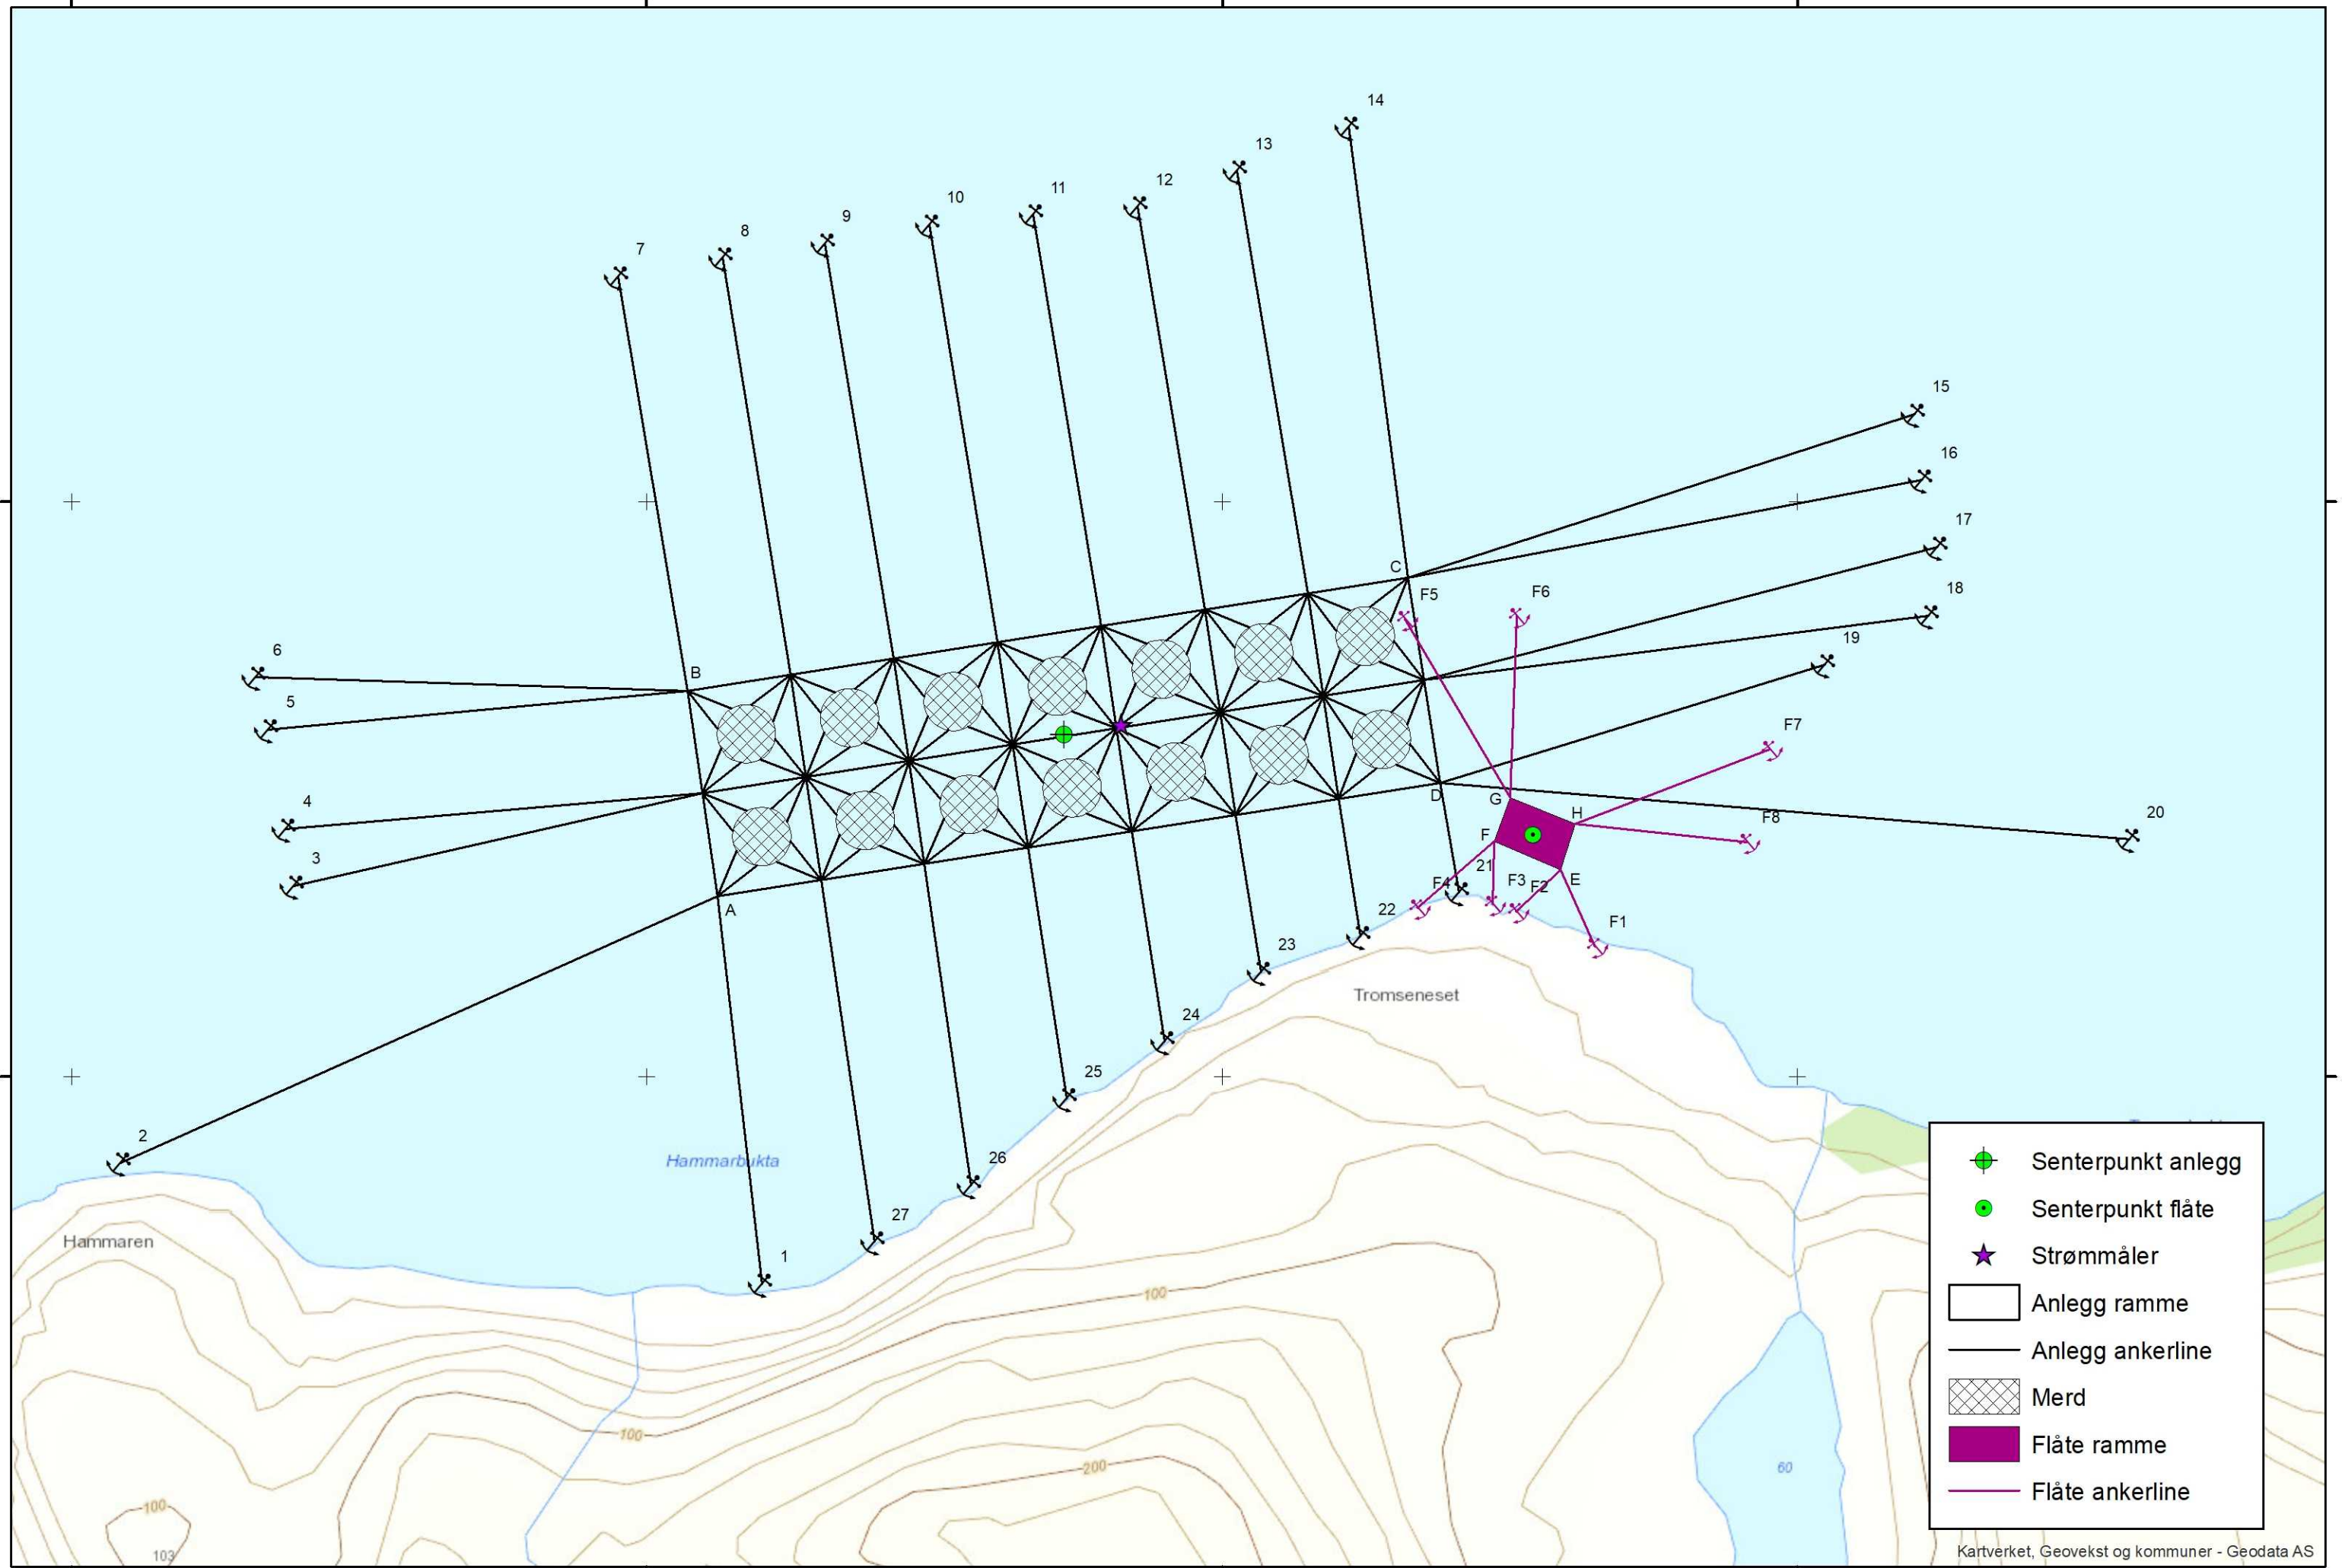 14
13
12
11
10
9
8
7
15
16
17
18
19
20
C
F5
F6
F7
F8
6
5
4
3
B
A
D
G
H
F
E
21
F4
F3
F2
F1
22
23
24
25
26
27
1
2
Tromseneset
Hammarbukta
Hammaren
100
100
200
100
103
60
Senterpunkt anlegg
Senterpunkt flåte
Strømmåler
Anlegg ramme
Anlegg ankerline
Merd
Flåte ramme
Flåte ankerline
Kartverket, Geovekst og kommuner - Geodata AS